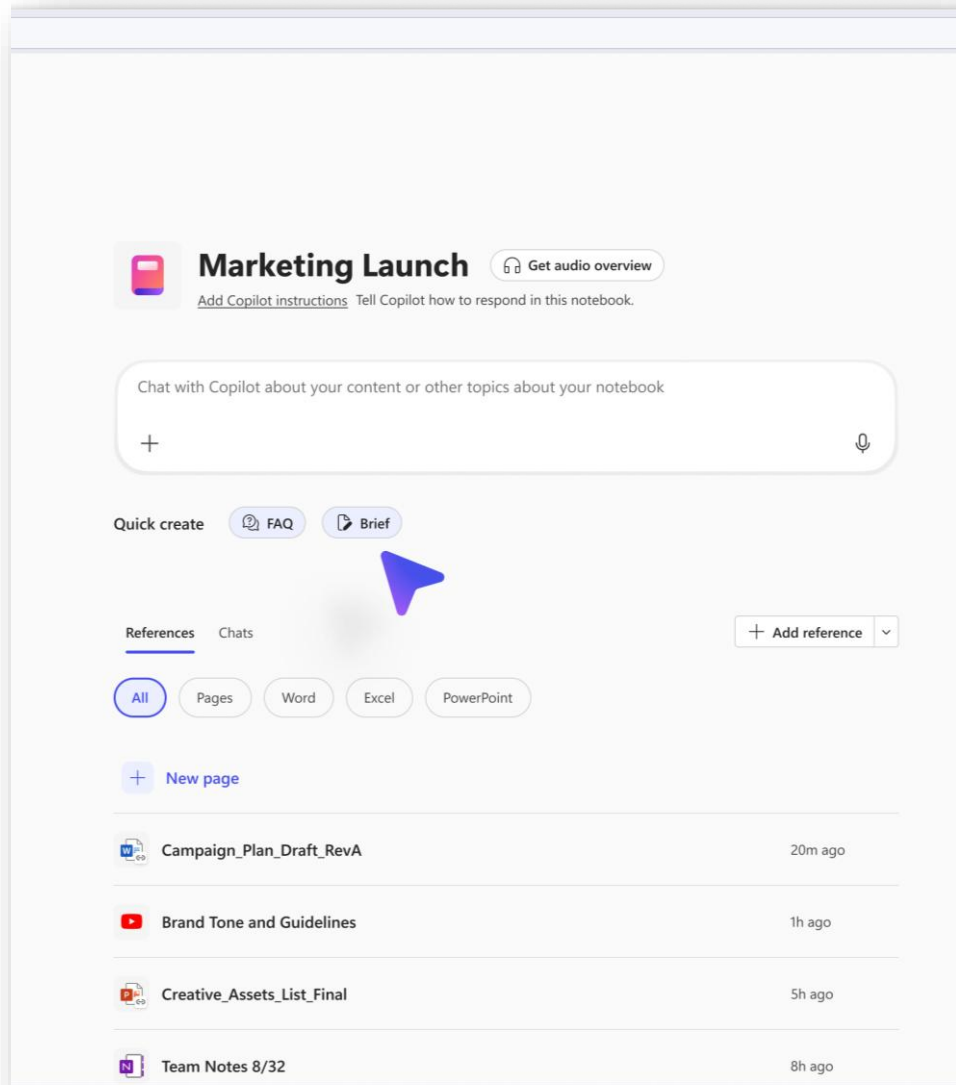 Marketing Launch
Get audio overview
Add Copilot instructions Tell Copilot how to respond in this notebook.
Chat with Copilot about your content or other topics about your notebook
Quick create FAQ Brief
References Chats
Add reference
All Pages Word Excel PowerPoint
New page
Campaign_Plan_Draft_RevA 20m ago
Brand Tone and Guidelines 1h ago
Creative_Assets_List_Final 5h ago
Team Notes 8/32 8h ago